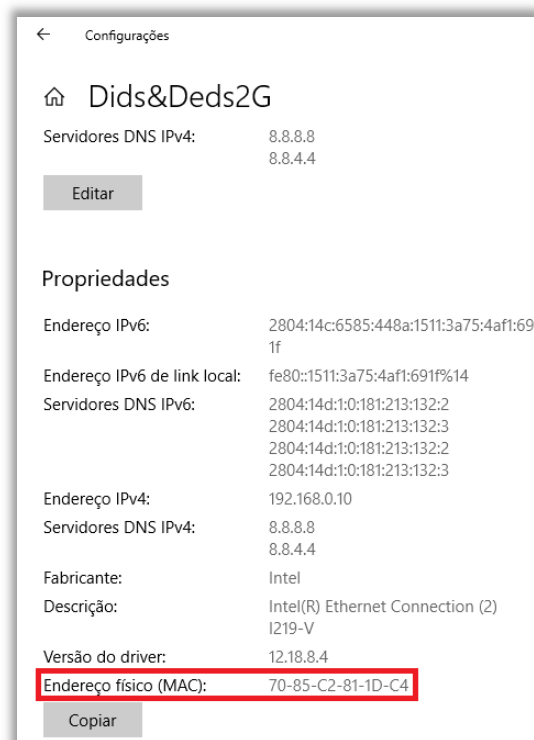 Configurações
Dids&Deds2G
Servidores DNS IPv4: 8.8.8.8
8.8.4.4
Editar
Propriedades
Endereço IPv6: 2804:14c:6585:448a:1511:3a75:4af1:69
1f
Endereço IPv6 de link local: fe80::1511:3a75:4af1:691f%14
Servidores DNS IPv6: 2804:14d:1:0:181:213:132:2
2804:14d:1:0:181:213:132:3
2804:14d:1:0:181:213:132:2
2804:14d:1:0:181:213:132:3
Endereço IPv4: 192.168.0.10
Servidores DNS IPv4: 8.8.8.8
8.8.4.4
Fabricante: Intel
Descrição: Intel(R) Ethernet Connection (2)
I219-V
Versão do driver: 12.18.8.4
Endereço físico (MAC): 70-85-C2-81-1D-C4
Copiar